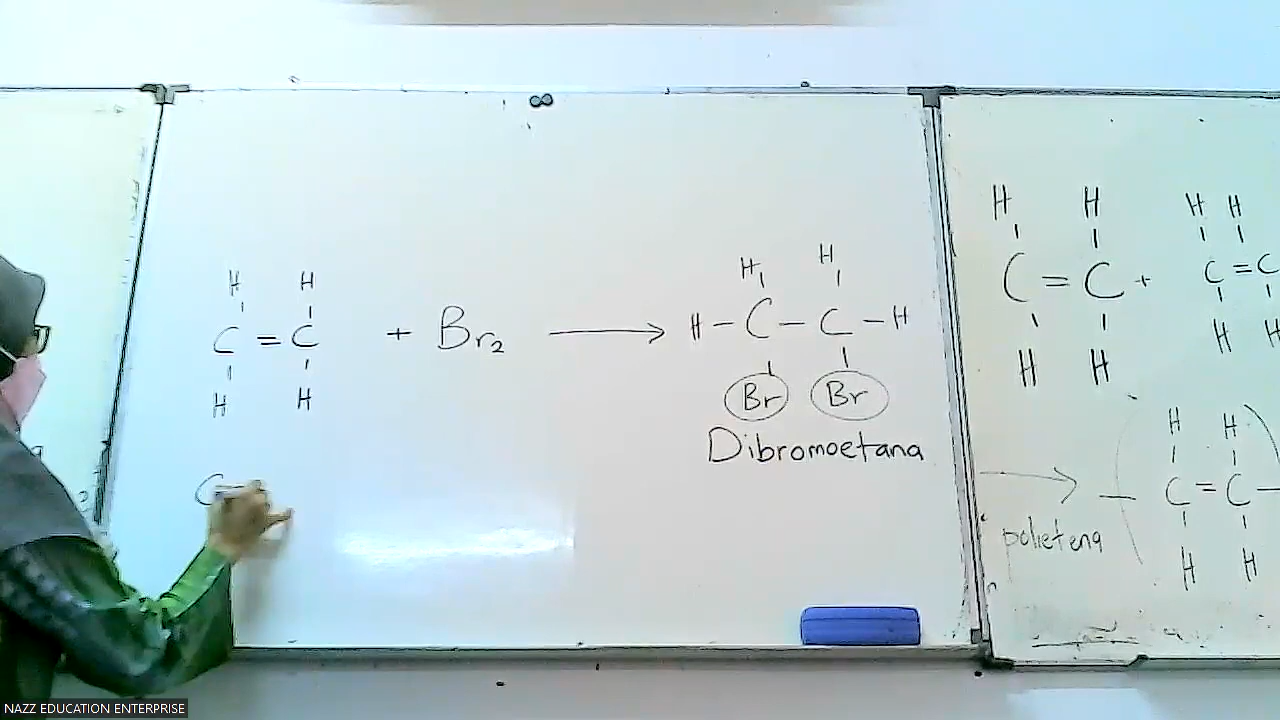 H H
C = C + Br₂ ⟶ H – C – C – H
H H
H H
Br Br
Dibromoetana
C
H H H H
C = C + C = C
H H H H
H H
⟶ – C = C –
polietena
H H
NAZZ EDUCATION ENTERPRISE